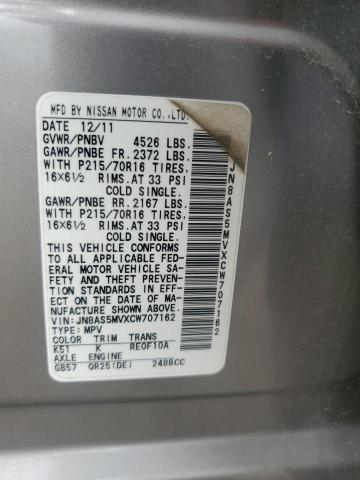 MFD BY NISSAN MOTOR CO.,LTD.
DATE 12/11
GVWR/PNBV 4526 LBS.
GAWR/PNBE FR. 2372 LBS.
WITH P215/70R16 TIRES,
16X6½ RIMS. AT 33 PSI
COLD SINGLE.
GAWR/PNBE RR. 2167 LBS.
WITH P215/70R16 TIRES,
16X6½ RIMS. AT 33 PSI
COLD SINGLE.
THIS VEHICLE CONFORMS
TO ALL APPLICABLE FED-
ERAL MOTOR VEHICLE SA-
FETY AND THEFT PREVENTION
STANDARDS
IN EFFECT ON THE DATE OF MA-
NUFACTURE SHOWN ABOVE.
VIN: JN8AS5MVXCW707162
TYPE: MPV
COLOR TRIM TRANS
K51 K RE0F10A
AXLE ENGINE
GB57 QR25(DE) 2488CC
JN8AS5MVXCW707162